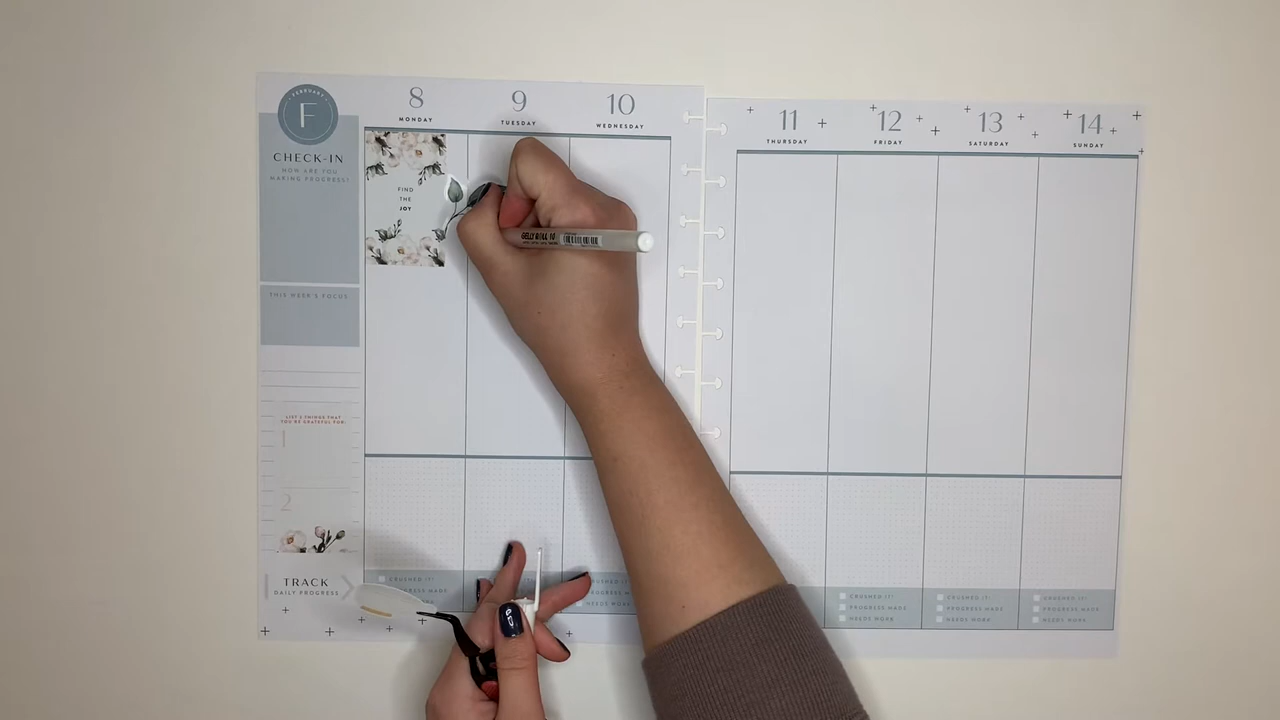 FEBRUARY
F
CHECK-IN
HOW ARE YOU
MAKING PROGRESS?
THIS WEEK'S FOCUS
LIST 3 THINGS THAT
YOU'RE GRATEFUL FOR.
1
2
TRACK
DAILY PROGRESS
8
MONDAY
9
TUESDAY
10
WEDNESDAY
FIND
THE
JOY
GELLY ROLL 10
CRUSHED IT!
CRUSHED IT!
PROGRESS MADE
NEEDS WORK
11
THURSDAY
12
FRIDAY
13
SATURDAY
14
SUNDAY
CRUSHED IT!
PROGRESS MADE
NEEDS WORK
CRUSHED IT!
PROGRESS MADE
NEEDS WORK
CRUSHED IT!
PROGRESS MADE
NEEDS WORK